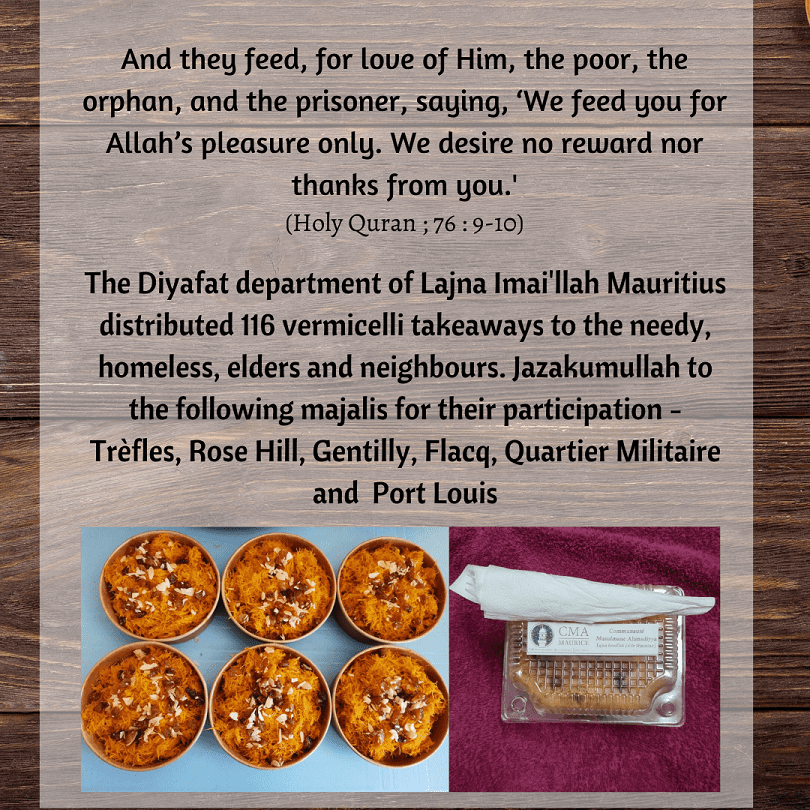 And they feed, for love of Him, the poor, the
orphan, and the prisoner, saying, ‘We feed you for
Allah’s pleasure only. We desire no reward nor
thanks from you.'
(Holy Quran ; 76 : 9-10)
The Diyafat department of Lajna Imai'llah Mauritius
distributed 116 vermicelli takeaways to the needy,
homeless, elders and neighbours. Jazakumullah to
the following majalis for their participation -
Trèfles, Rose Hill, Gentilly, Flacq, Quartier Militaire
and Port Louis
CMA
MAURICE
Communauté
Musulmane Ahmadiyya